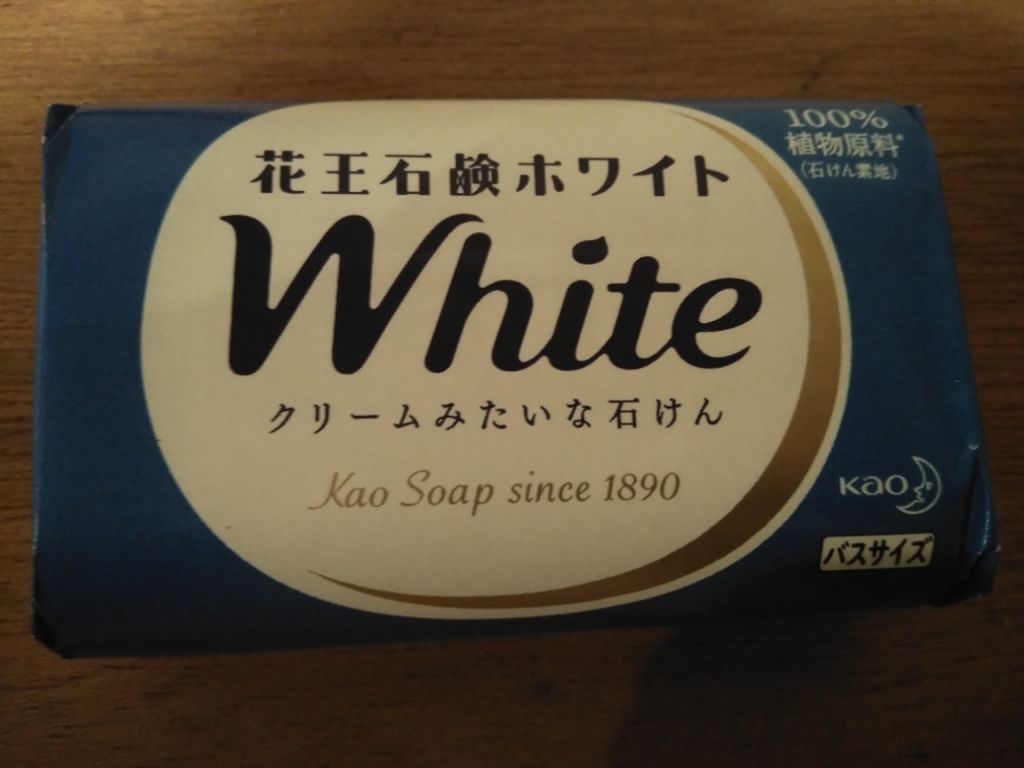 100%
植物原料*
(石けん素地)
花王石鹸ホワイト
White
クリームみたいな石けん
Kao Soap since 1890
Kao
バスサイズ